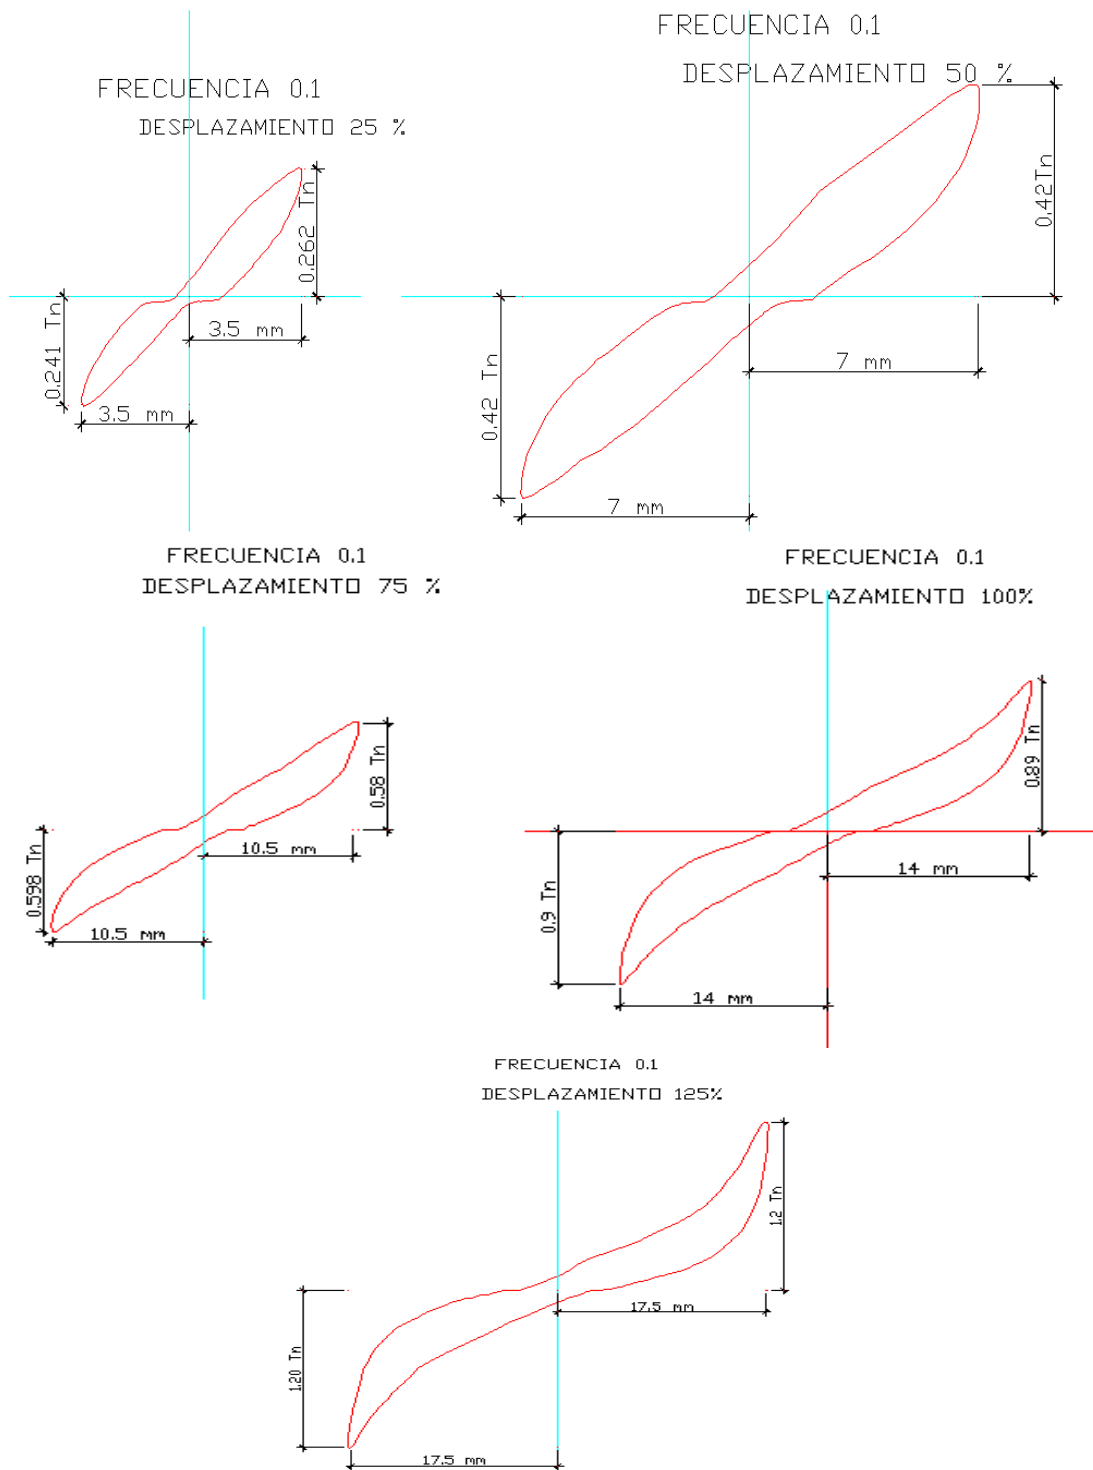 FRECUENCIA 0.1
DESPLAZAMIENTO 25 %
0.262 Tn
3.5 mm
0.241 Tn
3.5 mm
FRECUENCIA 0.1
DESPLAZAMIENTO 50 %
0.42Tn
7 mm
0.42 Tn
7 mm
FRECUENCIA 0.1
DESPLAZAMIENTO 75 %
0.58 Tn
10.5 mm
0.598 Tn
10.5 mm
FRECUENCIA 0.1
DESPLAZAMIENTO 100%
0.89 Tn
14 mm
0.9 Tn
14 mm
FRECUENCIA 0.1
DESPLAZAMIENTO 125%
1.2 Tn
17.5 mm
1.20 Tn
17.5 mm